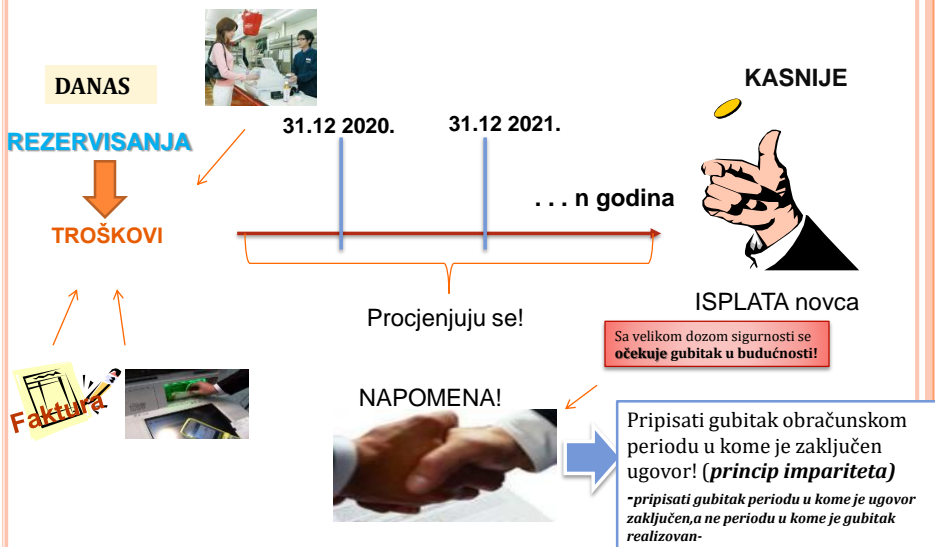 DANAS
REZERVISANJA
TROŠKOVI
Faktura
31.12 2020.
31.12 2021.
. . . n godina
Procjenjuju se!
KASNIJE
ISPLATA novca
Sa velikom dozom sigurnosti se
očekuje gubitak u budućnosti!
NAPOMENA!
Pripisati gubitak obračunskom
periodu u kome je zaključen
ugovor! (princip impariteta)
-pripisati gubitak periodu u kome je ugovor
zaključen,a ne periodu u kome je gubitak
realizovan-